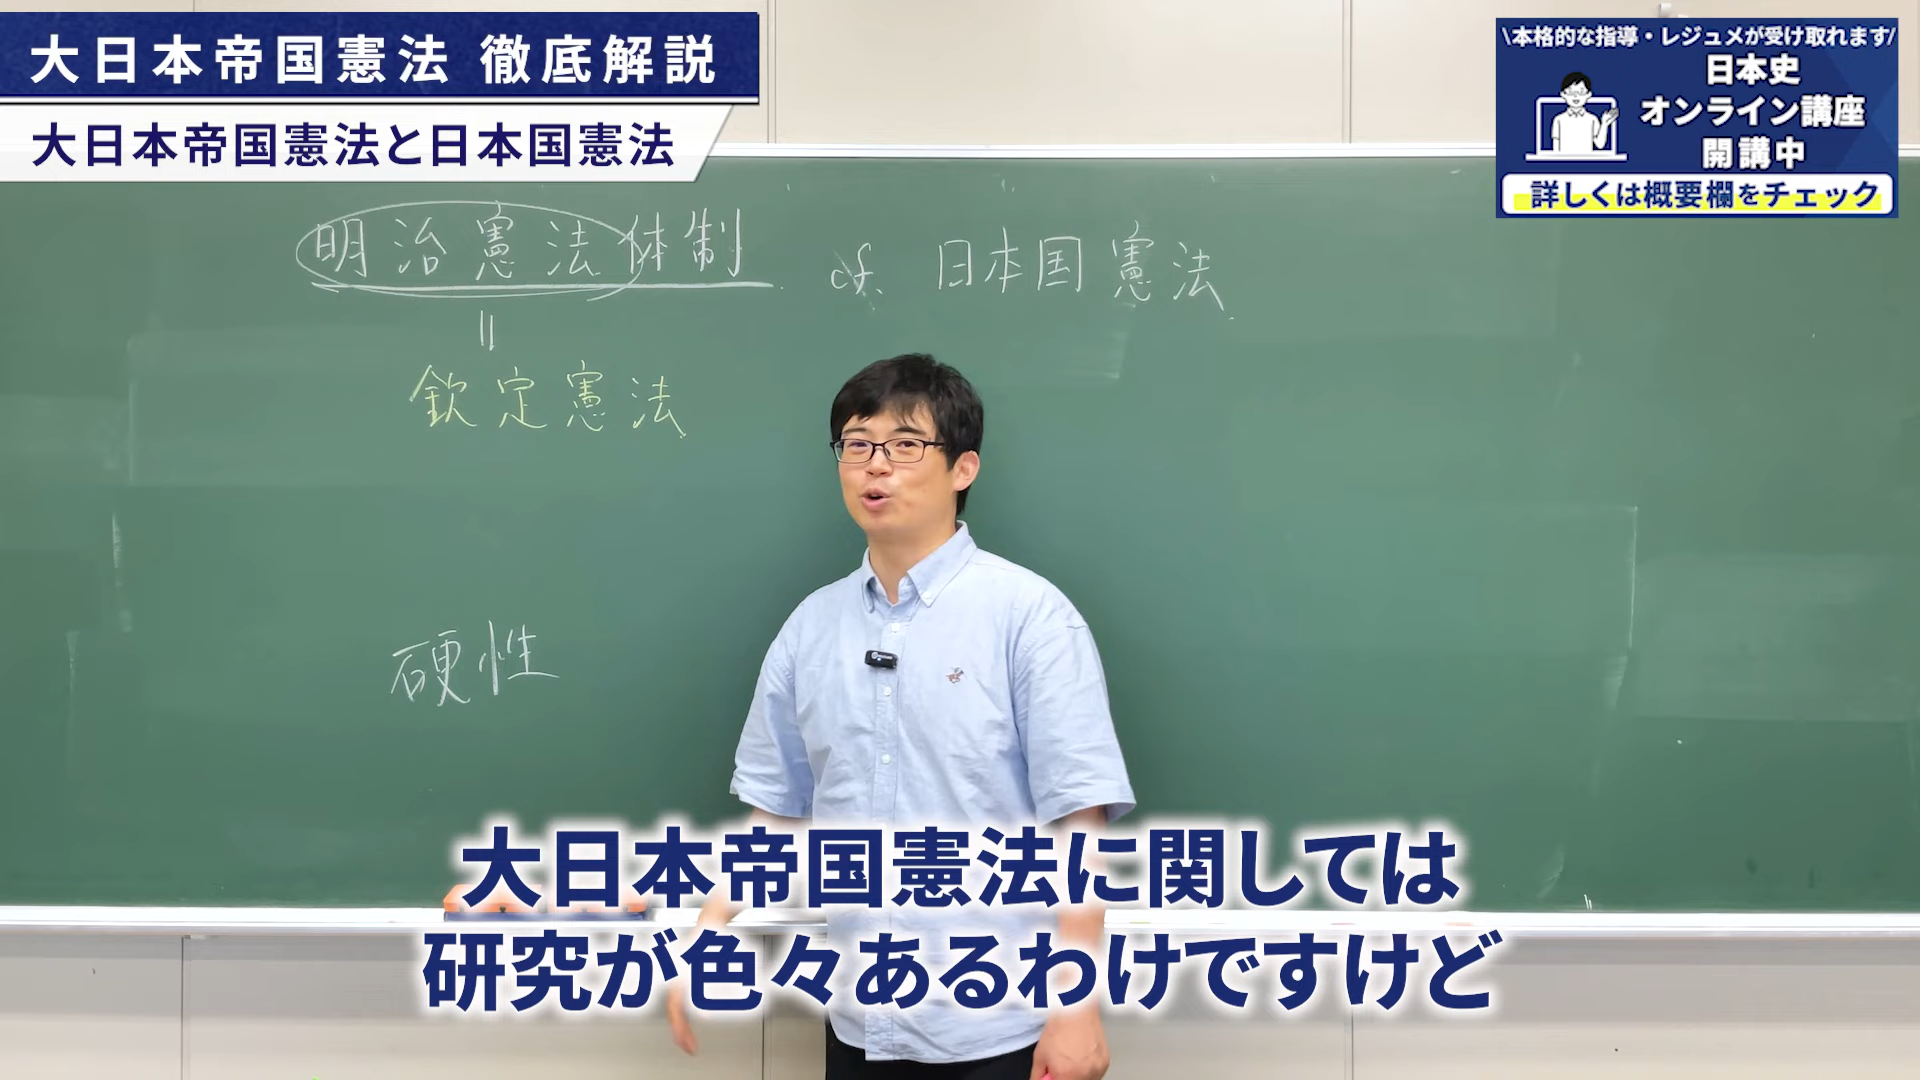 大日本帝国憲法 徹底解説
大日本帝国憲法と日本国憲法
\本格的な指導・レジュメが受け取れます/
日本史
オンライン講座
開講中
詳しくは概要欄をチェック
明治憲法体制 cf. 日本国憲法
||
欽定憲法
硬性
大日本帝国憲法に関しては
研究が色々あるわけですけど